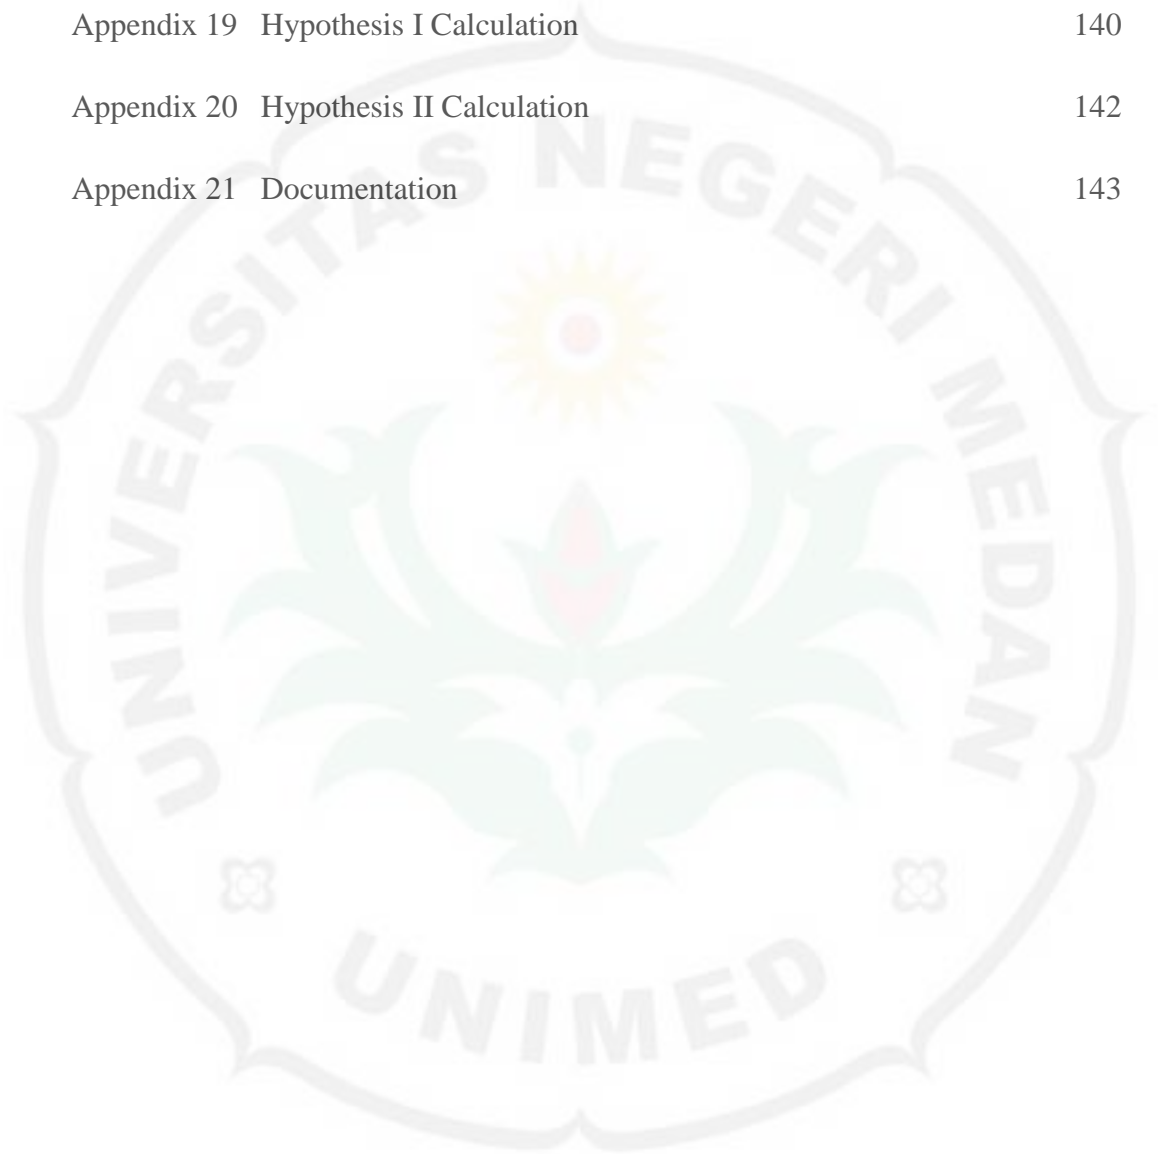 Appendix 19 Hypothesis I Calculation 140
Appendix 20 Hypothesis II Calculation 142
Appendix 21 Documentation 143
UNIVERSITAS NEGERI MEDAN
UNIMED